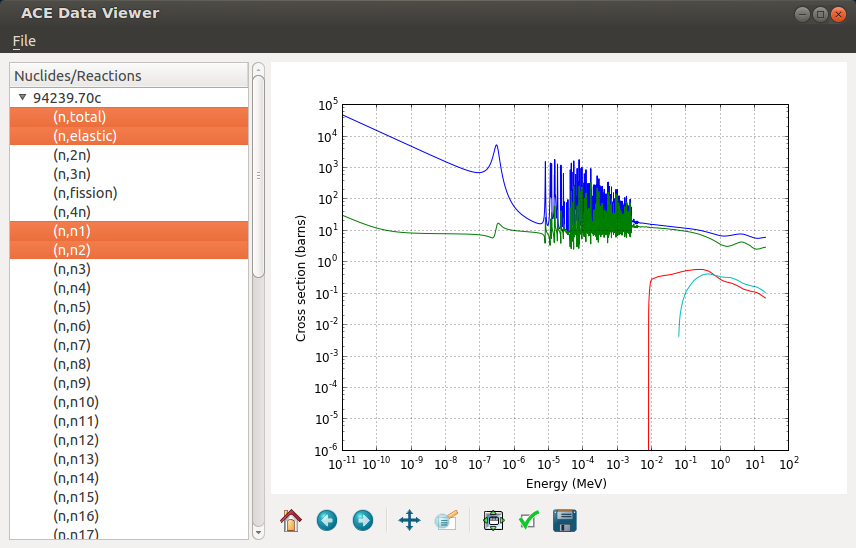 ACE Data Viewer
File
Nuclides/Reactions
94239.70c
(n,total)
(n,elastic)
(n,2n)
(n,3n)
(n,fission)
(n,4n)
(n,n1)
(n,n2)
(n,n3)
(n,n4)
(n,n5)
(n,n6)
(n,n7)
(n,n8)
(n,n9)
(n,n10)
(n,n11)
(n,n12)
(n,n13)
(n,n14)
(n,n15)
(n,n16)
(n,n17)
Cross section (barns)
10^5
10^4
10^3
10^2
10^1
10^0
10^-1
10^-2
10^-3
10^-4
10^-5
10^-6
10^-11 10^-10 10^-9 10^-8 10^-7 10^-6 10^-5 10^-4 10^-3 10^-2 10^-1 10^0 10^1 10^2
Energy (MeV)